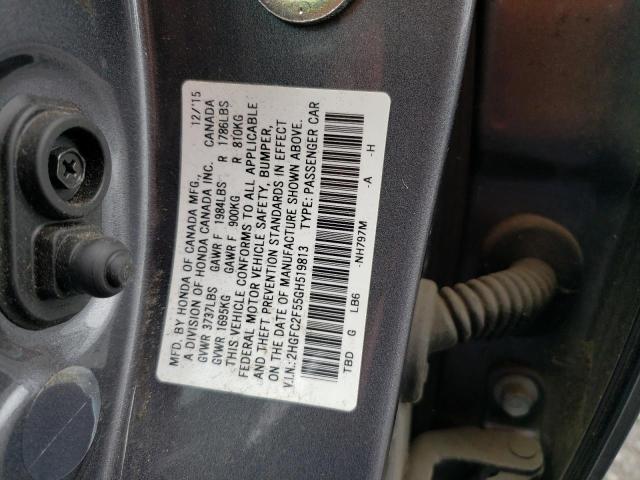 MFD. BY HONDA OF CANADA MFG., 12/'15
A DIVISION OF HONDA CANADA INC. CANADA
GVWR 3737LBS GAWR F 1984LBS R 1786LBS
GVWR 1695KG GAWR F 900KG R 810KG
THIS VEHICLE CONFORMS TO ALL APPLICABLE
FEDERAL MOTOR VEHICLE SAFETY, BUMPER,
AND THEFT PREVENTION STANDARDS IN EFFECT
ON THE DATE OF MANUFACTURE SHOWN ABOVE.
V.I.N.: 2HGFC2F55GH519813 TYPE: PASSENGER CAR
TBD G LB6 -NH797M -A -H